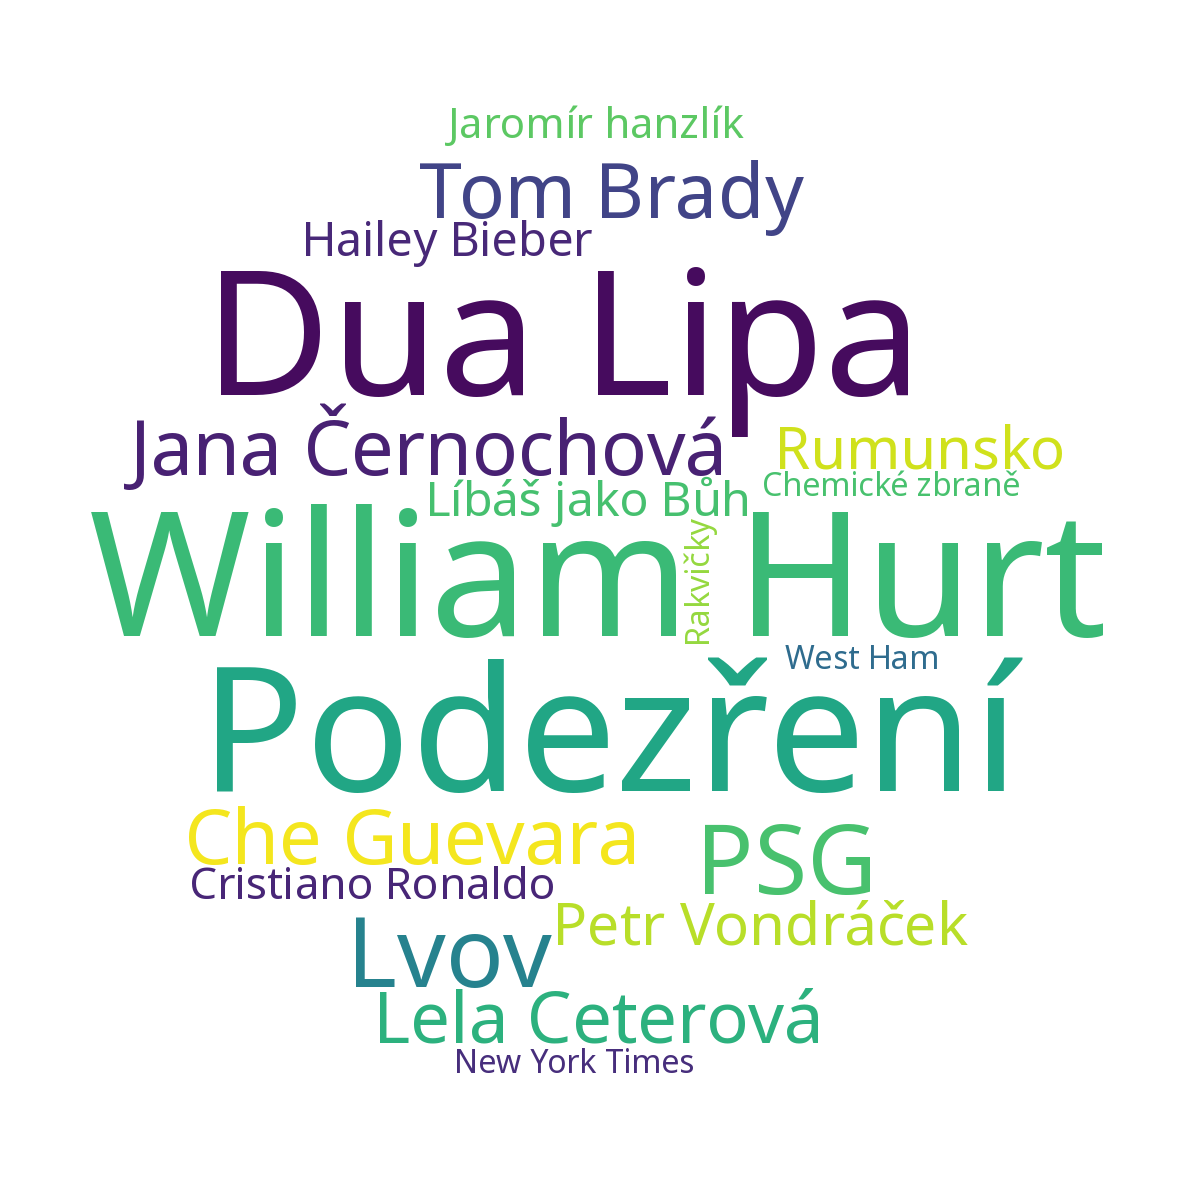 Jaromír hanzlík
Tom Brady
Hailey Bieber
Dua Lipa
Jana Černochová
Rumunsko
Líbáš jako Bůh
Chemické zbraně
William Hurt
Rakvičky
West Ham
Podezření
Che Guevara
PSG
Cristiano Ronaldo
Petr Vondráček
Lvov
Lela Ceterová
New York Times